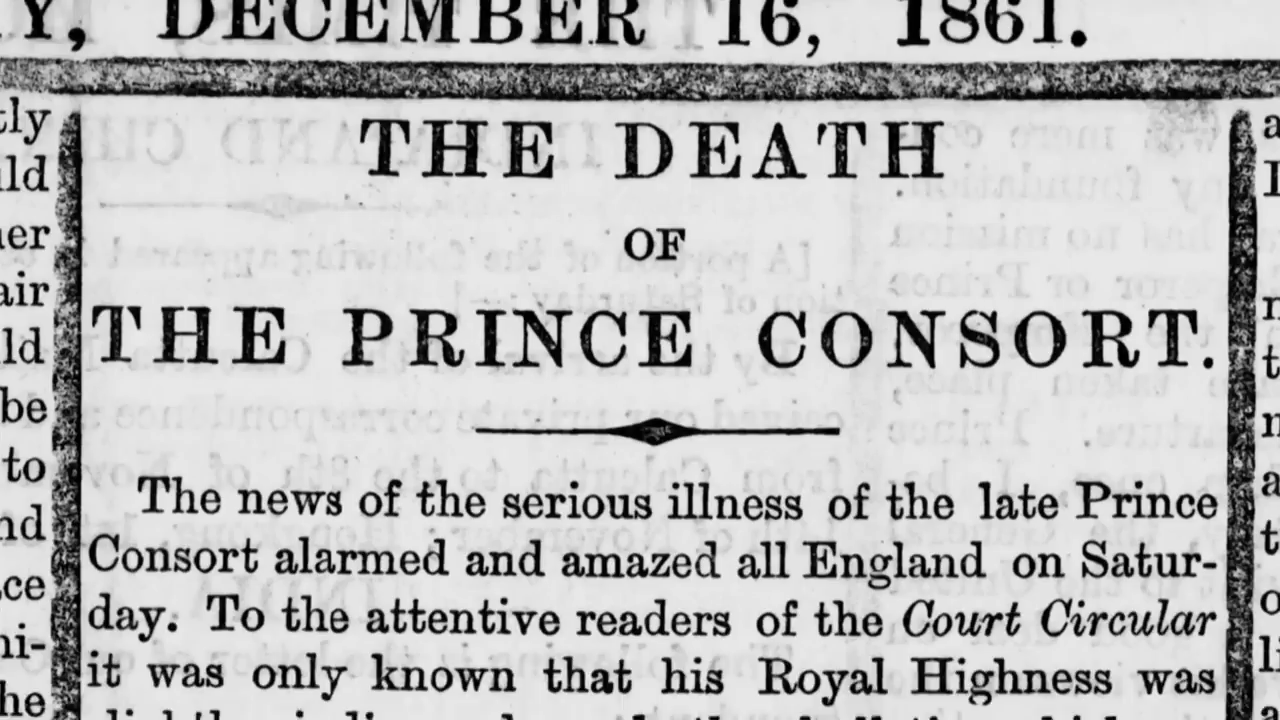 Y, DECEMBER 16, 1861.
THE DEATH
OF
THE PRINCE CONSORT.
The news of the serious illness of the late Prince
Consort alarmed and amazed all England on Satur-
day. To the attentive readers of the Court Circular
it was only known that his Royal Highness was